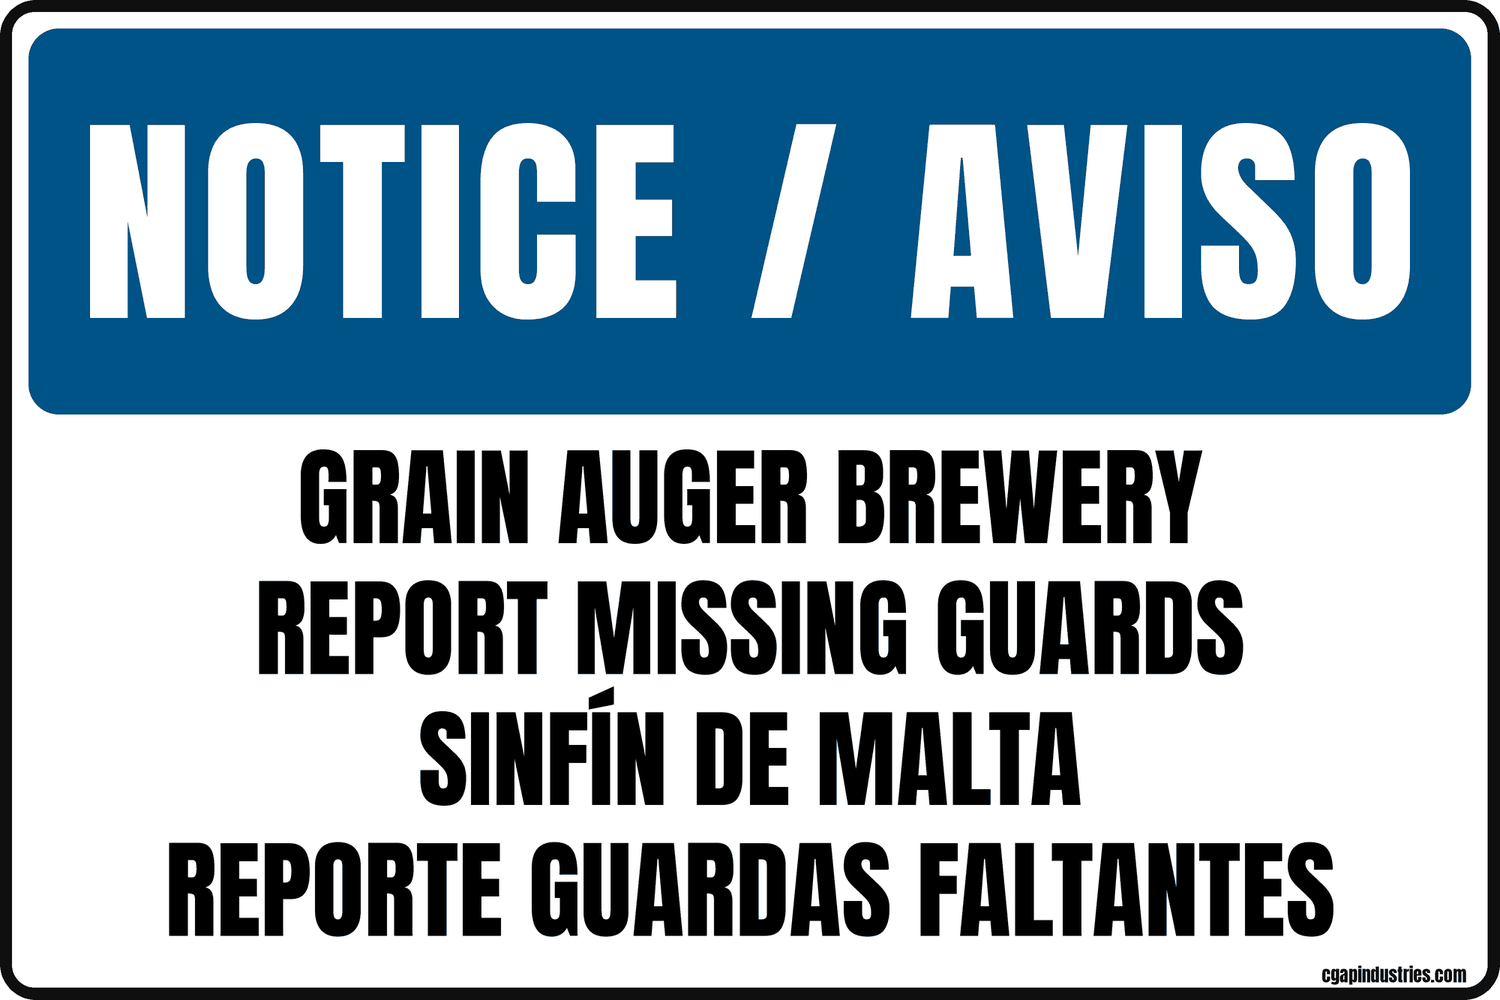 NOTICE / AVISO
GRAIN AUGER BREWERY
REPORT MISSING GUARDS
SINFÍN DE MALTA
REPORTE GUARDAS FALTANTES
cgapindustries.com